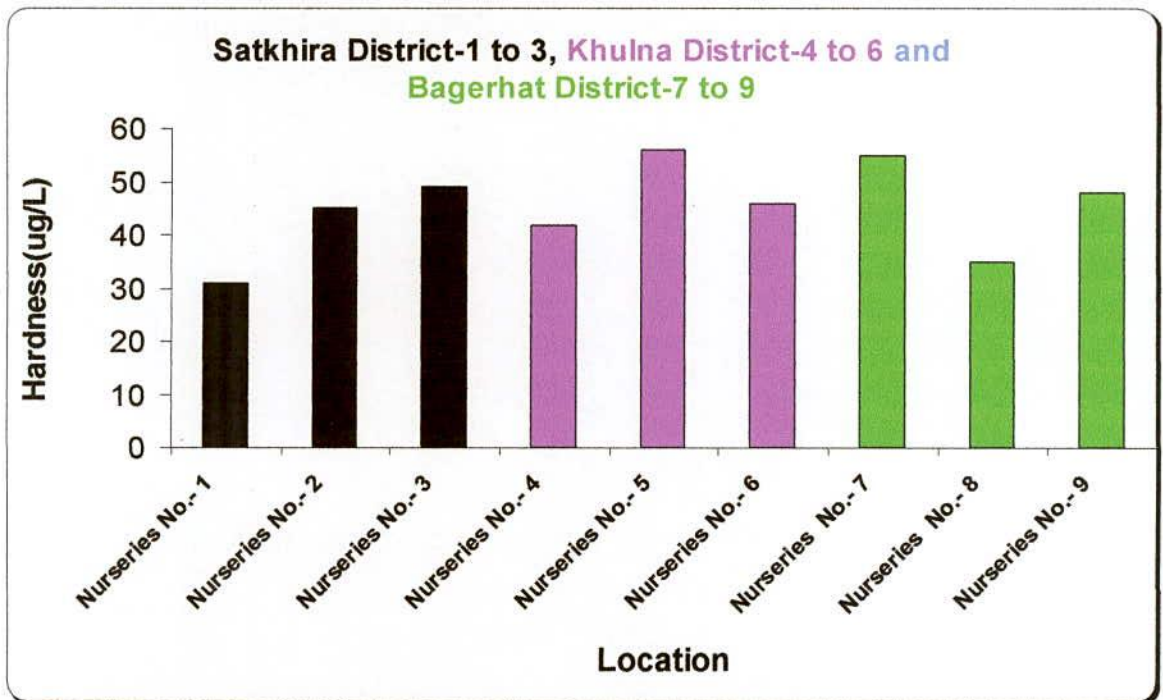 Satkhira District-1 to 3, Khulna District-4 to 6 and
Bagerhat District-7 to 9
Hardness(ug/L)
60
50
40
30
20
10
0
Nurseries No.- 1
Nurseries No.- 2
Nurseries No.- 3
Nurseries No.- 4
Nurseries No.- 5
Nurseries No.- 6
Nurseries No.- 7
Nurseries No.- 8
Nurseries No.- 9
Location